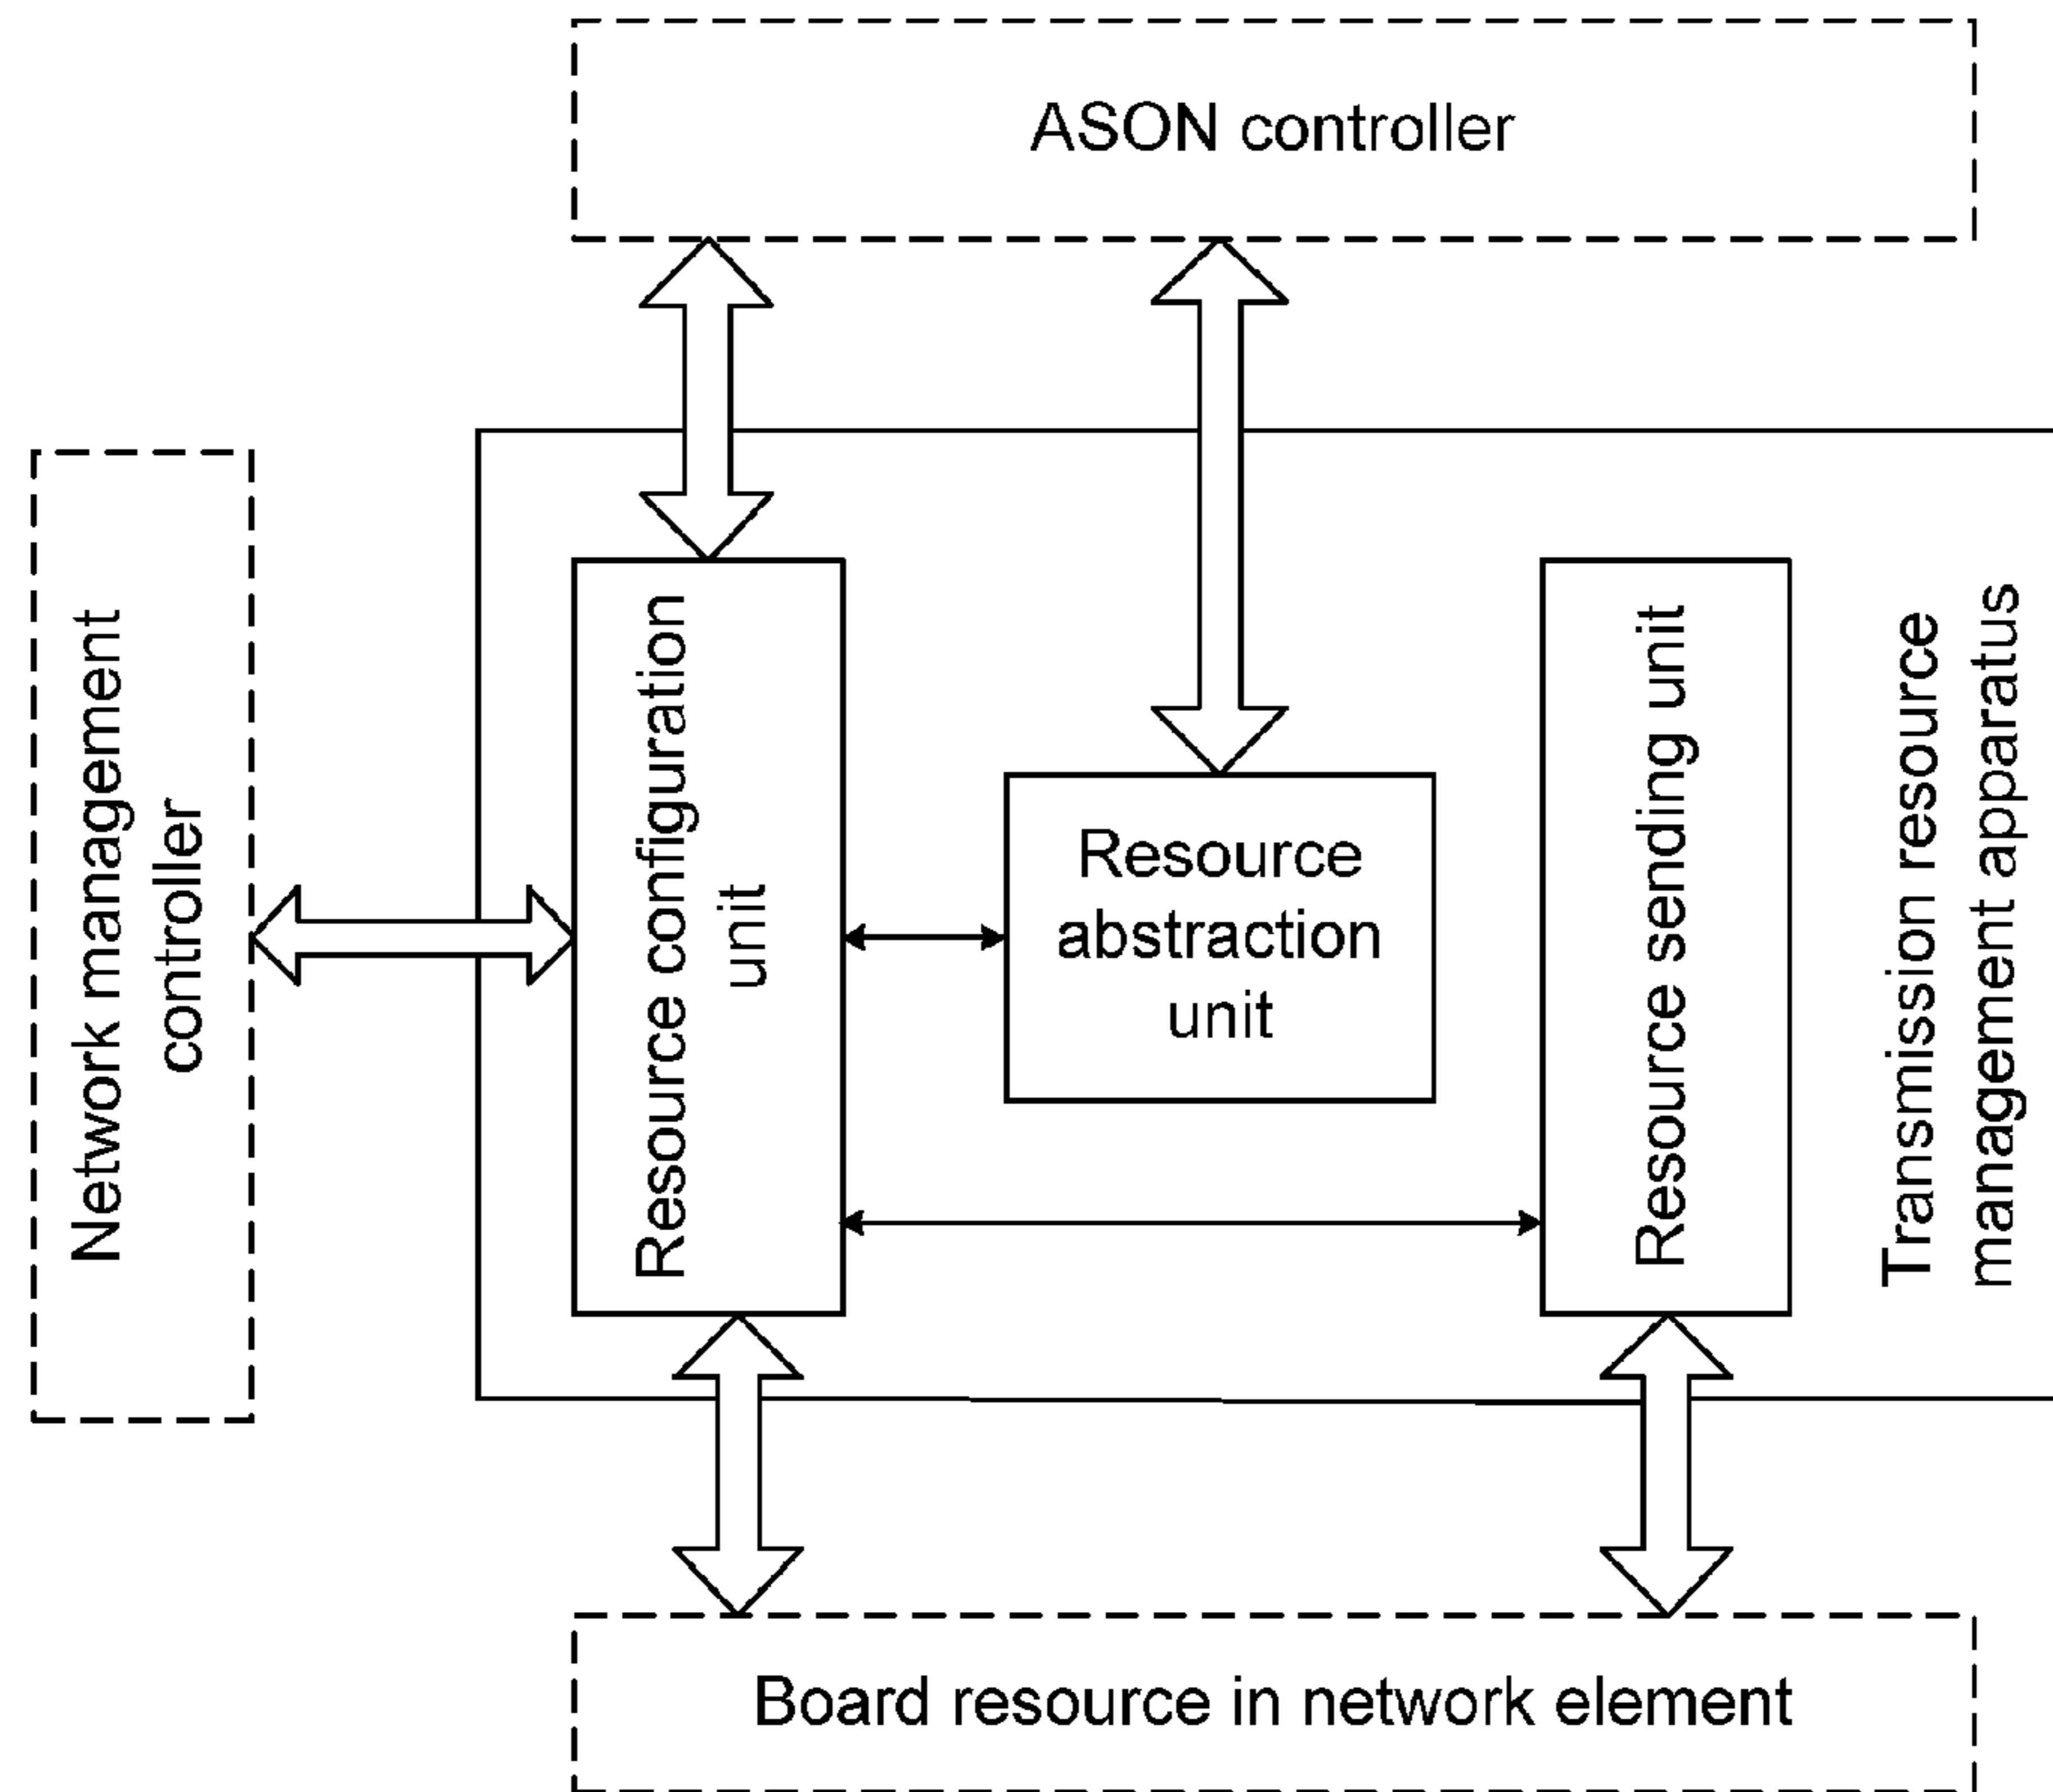 ASON controller
Network management
controller
Resource configuration
unit
Resource
abstraction
unit
Resource sending unit
Transmission resource
management apparatus
Board resource in network element